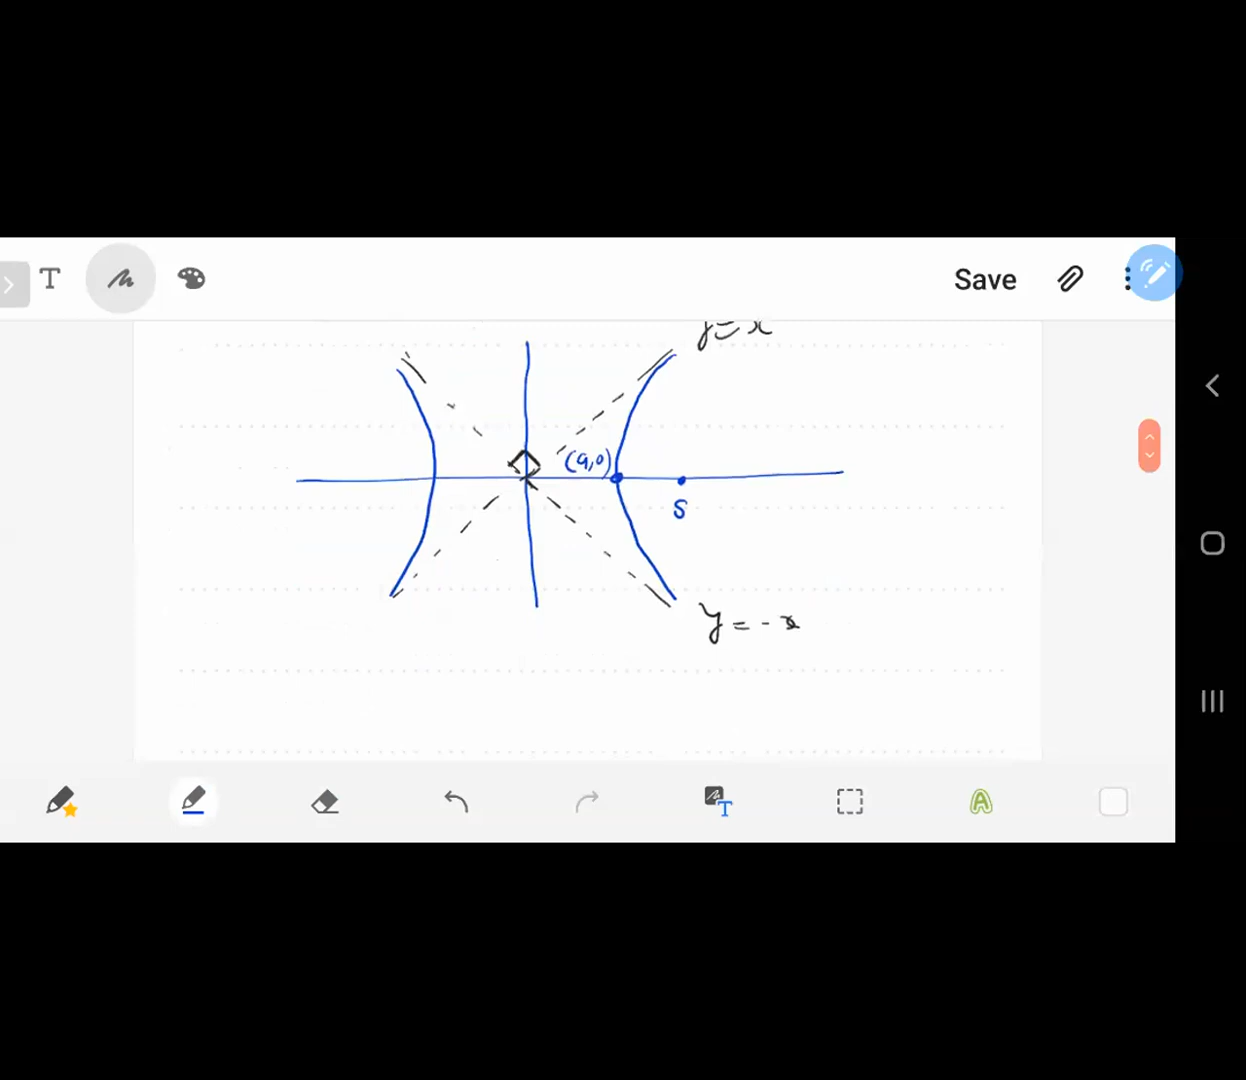 T Save
y = x
(a,0)
S
y = - x
T
A